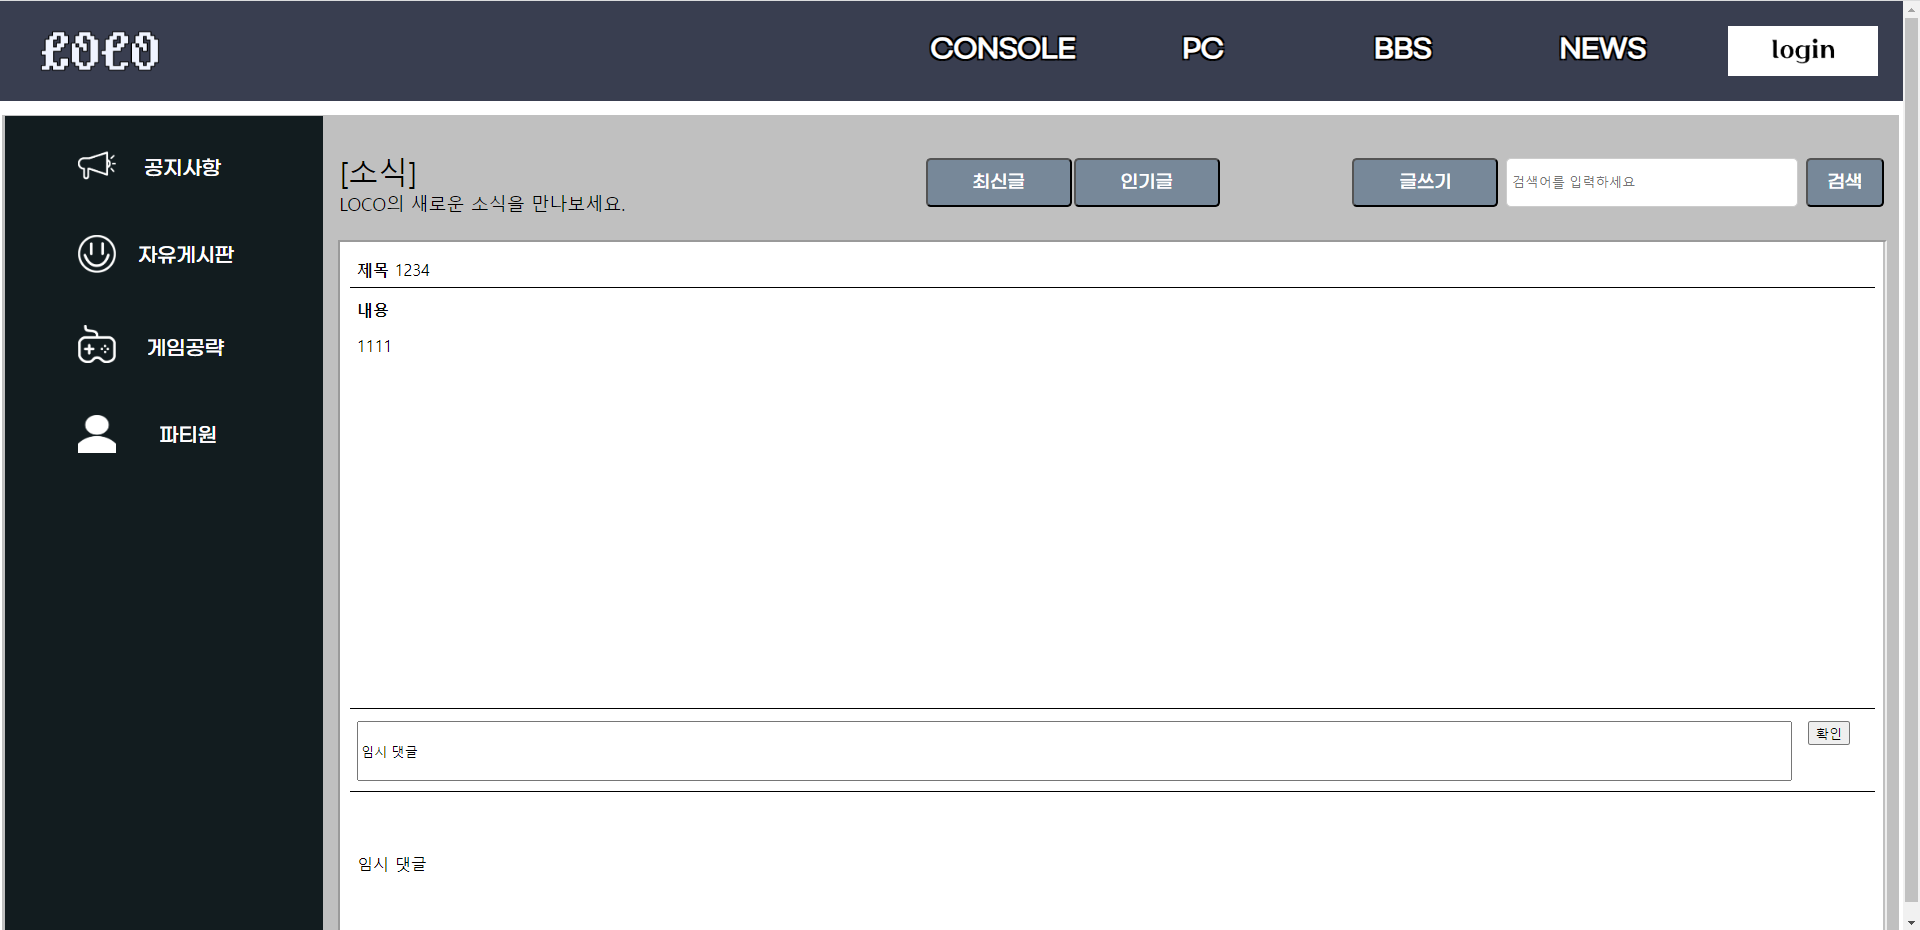 LOCO
CONSOLE
PC
BBS
NEWS
login
공지사항
자유게시판
게임공략
파티원
[소식]
LOCO의 새로운 소식을 만나보세요.
최신글
인기글
글쓰기
검색어를 입력하세요
검색
제목 1234
내용
1111
임시 댓글
확인
임시 댓글